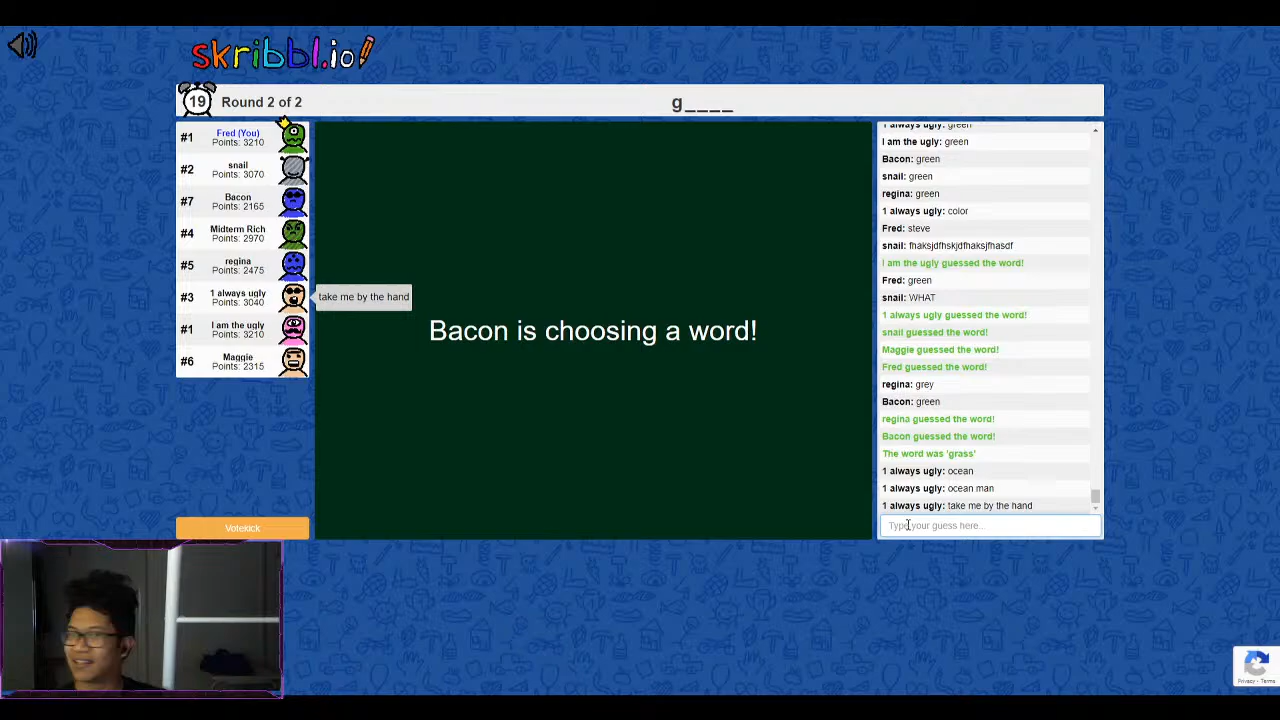 skribbl.io
19
Round 2 of 2
g____
#1
Fred (You)
Points: 3210
#2
snail
Points: 3070
#7
Bacon
Points: 2165
#4
Midterm Rich
Points: 2970
#5
regina
Points: 2475
#3
1 always ugly
Points: 3040
#1
I am the ugly
Points: 3210
#6
Maggie
Points: 2315
take me by the hand
Votekick
Bacon is choosing a word!
1 always ugly: green
I am the ugly: green
Bacon: green
snail: green
regina: green
1 always ugly: color
Fred: steve
snail: fhaksjdfhskjdfhaksjfhasdf
I am the ugly guessed the word!
Fred: green
snail: WHAT
1 always ugly guessed the word!
snail guessed the word!
Maggie guessed the word!
Fred guessed the word!
regina: grey
Bacon: green
regina guessed the word!
Bacon guessed the word!
The word was 'grass'
1 always ugly: ocean
1 always ugly: ocean man
1 always ugly: take me by the hand
Type your guess here...
Privacy - Terms